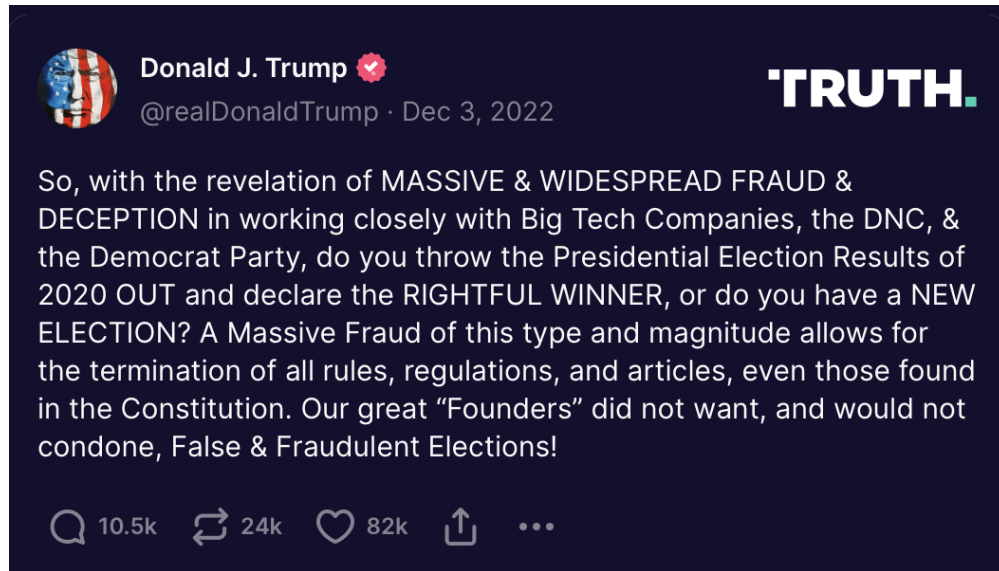 Donald J. Trump
@realDonaldTrump · Dec 3, 2022
TRUTH.
So, with the revelation of MASSIVE & WIDESPREAD FRAUD &
DECEPTION in working closely with Big Tech Companies, the DNC, &
the Democrat Party, do you throw the Presidential Election Results of
2020 OUT and declare the RIGHTFUL WINNER, or do you have a NEW
ELECTION? A Massive Fraud of this type and magnitude allows for
the termination of all rules, regulations, and articles, even those found
in the Constitution. Our great “Founders” did not want, and would not
condone, False & Fraudulent Elections!
10.5k 24k 82k